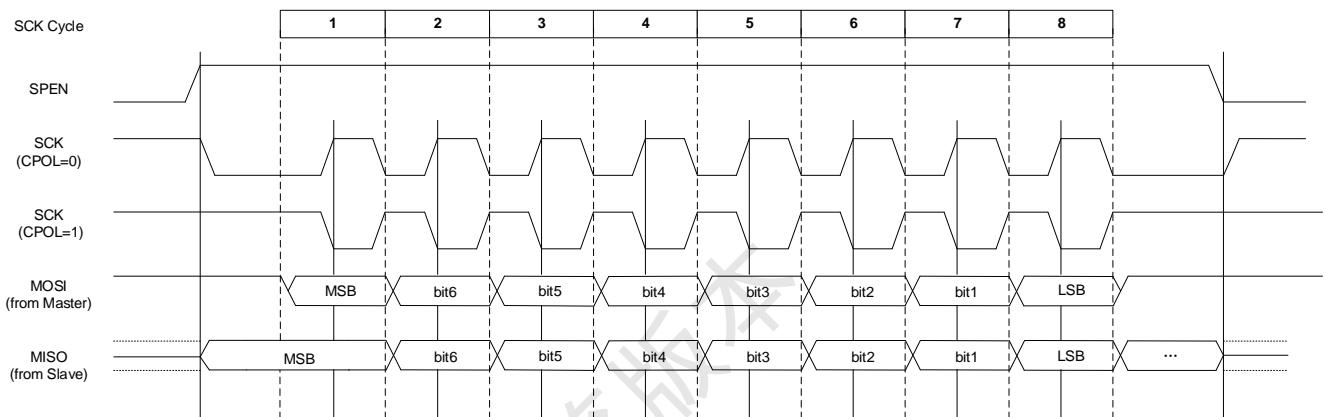 SCK Cycle 1 2 3 4 5 6 7 8
SPEN
SCK
(CPOL=0)
SCK
(CPOL=1)
MOSI
(from Master)
MSB bit6 bit5 bit4 bit3 bit2 bit1 LSB
MISO
(from Slave)
MSB bit6 bit5 bit4 bit3 bit2 bit1 LSB ...
版本